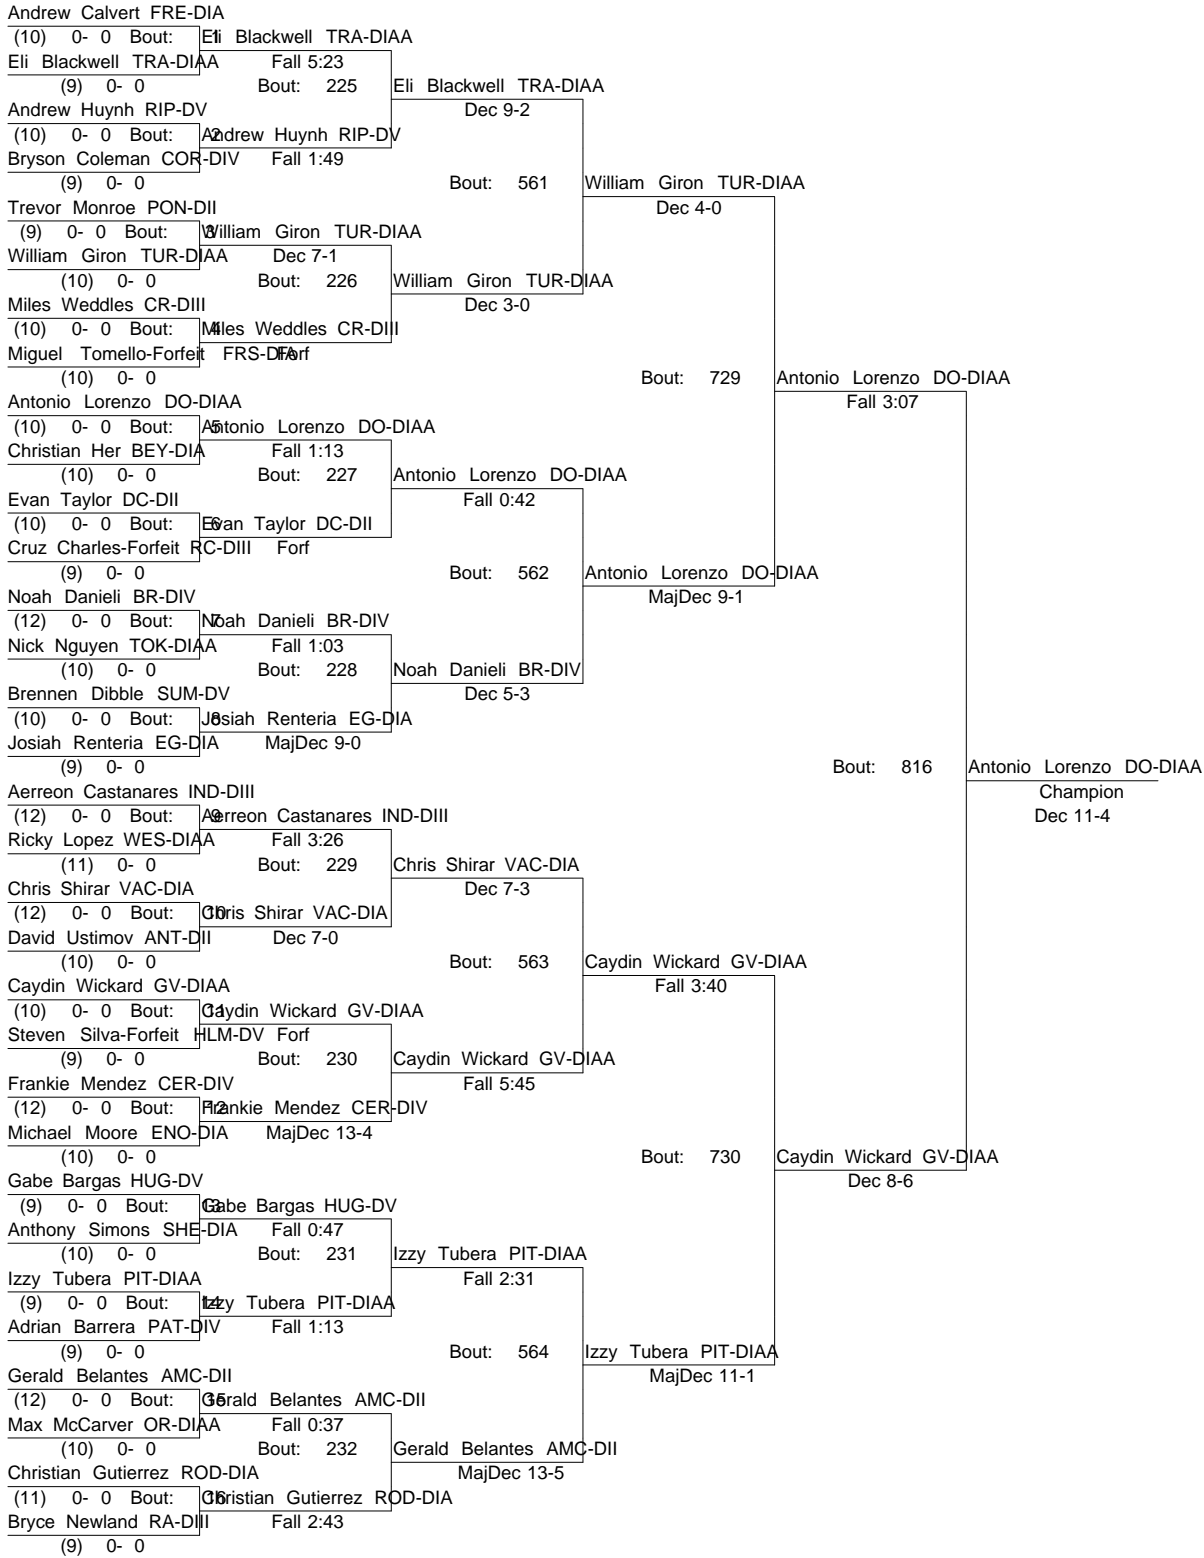 Andrew Calvert FRE-DIA
(10) 0- 0 Bout: 1 Eli Blackwell TRA-DIAA
Eli Blackwell TRA-DIAA Fall 5:23
(9) 0- 0 Bout: 225 Eli Blackwell TRA-DIAA
Andrew Huynh RIP-DV Dec 9-2
(10) 0- 0 Bout: 2 Andrew Huynh RIP-DV
Bryson Coleman COR-DIV Fall 1:49
(9) 0- 0 Bout: 561 William Giron TUR-DIAA
Trevor Monroe PON-DII Dec 4-0
(9) 0- 0 Bout: 3 William Giron TUR-DIAA
William Giron TUR-DIAA Dec 7-1
(10) 0- 0 Bout: 226 William Giron TUR-DIAA
Miles Weddles CR-DIII Dec 3-0
(10) 0- 0 Bout: 4 Miles Weddles CR-DIII
Miguel Tomello-Forfeit FRS-DIA Forf
(10) 0- 0 Bout: 729 Antonio Lorenzo DO-DIAA
Antonio Lorenzo DO-DIAA Fall 3:07
(10) 0- 0 Bout: 5 Antonio Lorenzo DO-DIAA
Christian Her BEY-DIA Fall 1:13
(10) 0- 0 Bout: 227 Antonio Lorenzo DO-DIAA
Evan Taylor DC-DII Fall 0:42
(10) 0- 0 Bout: 6 Evan Taylor DC-DII
Cruz Charles-Forfeit RC-DIII Forf
(9) 0- 0 Bout: 562 Antonio Lorenzo DO-DIAA
Noah Danieli BR-DIV MajDec 9-1
(12) 0- 0 Bout: 7 Noah Danieli BR-DIV
Nick Nguyen TOK-DIAA Fall 1:03
(10) 0- 0 Bout: 228 Noah Danieli BR-DIV
Brennen Dibble SUM-DV Dec 5-3
(10) 0- 0 Bout: 8 Josiah Renteria EG-DIA
Josiah Renteria EG-DIA MajDec 9-0
(9) 0- 0 Bout: 816 Antonio Lorenzo DO-DIAA
Aerreon Castanares IND-DIII Champion
(12) 0- 0 Bout: 9 Aerreon Castanares IND-DIII Dec 11-4
Ricky Lopez WES-DIAA Fall 3:26
(11) 0- 0 Bout: 229 Chris Shirar VAC-DIA
Chris Shirar VAC-DIA Dec 7-3
(12) 0- 0 Bout: 10 Chris Shirar VAC-DIA
David Ustimov ANT-DII Dec 7-0
(10) 0- 0 Bout: 563 Caydin Wickard GV-DIAA
Caydin Wickard GV-DIAA Fall 3:40
(10) 0- 0 Bout: 11 Caydin Wickard GV-DIAA
Steven Silva-Forfeit HLM-DV Forf
(9) 0- 0 Bout: 230 Caydin Wickard GV-DIAA
Frankie Mendez CER-DIV Fall 5:45
(12) 0- 0 Bout: 12 Frankie Mendez CER-DIV
Michael Moore ENO-DIA MajDec 13-4
(10) 0- 0 Bout: 730 Caydin Wickard GV-DIAA
Gabe Bargas HUG-DV Dec 8-6
(9) 0- 0 Bout: 13 Gabe Bargas HUG-DV
Anthony Simons SHE-DIA Fall 0:47
(10) 0- 0 Bout: 231 Izzy Tubera PIT-DIAA
Izzy Tubera PIT-DIAA Fall 2:31
(9) 0- 0 Bout: 14 Izzy Tubera PIT-DIAA
Adrian Barrera PAT-DIV Fall 1:13
(9) 0- 0 Bout: 564 Izzy Tubera PIT-DIAA
Gerald Belantes AMC-DII MajDec 11-1
(12) 0- 0 Bout: 15 Gerald Belantes AMC-DII
Max McCarver OR-DIAA Fall 0:37
(10) 0- 0 Bout: 232 Gerald Belantes AMC-DII
Christian Gutierrez ROD-DIA MajDec 13-5
(11) 0- 0 Bout: 16 Christian Gutierrez ROD-DIA
Bryce Newland RA-DIII Fall 2:43
(9) 0- 0